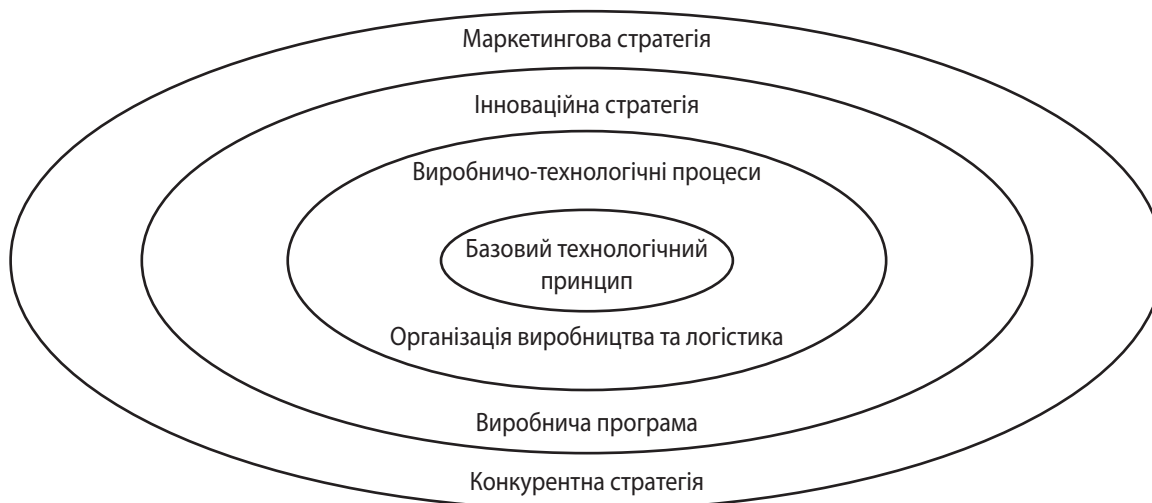 Маркетингова стратегія
Інноваційна стратегія
Виробничо-технологічні процеси
Базовий технологічний
принцип
Організація виробництва та логістика
Виробнича програма
Конкурентна стратегія